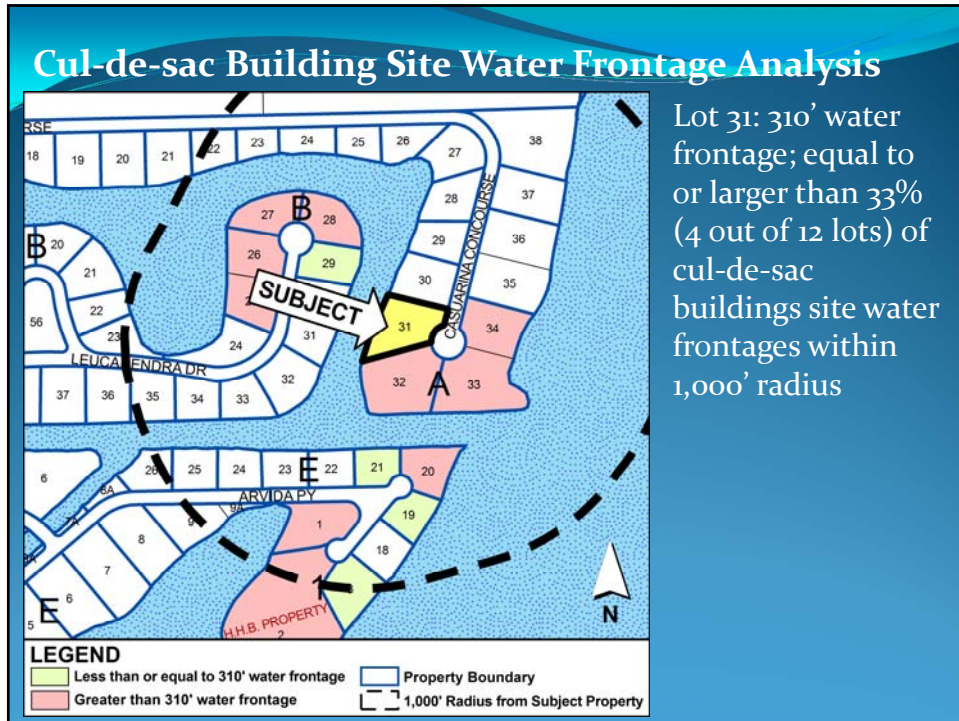 Cul-de-sac Building Site Water Frontage Analysis
Lot 31: 310’ water
frontage; equal to
or larger than 33%
(4 out of 12 lots) of
cul-de-sac
buildings site water
frontages within
1,000’ radius
RSE
18 19 20 21 22 23 24 25 26 27 38
28 37
29 36
30 35
CASUARINA CONCOURSE
B
27 28
26 29
SUBJECT
31 34
32 A 33
B
20
21
22
23
56
24 31
32
LEUCADENDRA DR
37 36 35 34 33
6
26 25 24 23 E 22 21 20
ARVIDA PY
8A
7A
9A
9
8
7
6
5
E
1
19
18
1
H.H.B. PROPERTY
2
N
LEGEND
Less than or equal to 310' water frontage
Greater than 310' water frontage
Property Boundary
1,000' Radius from Subject Property